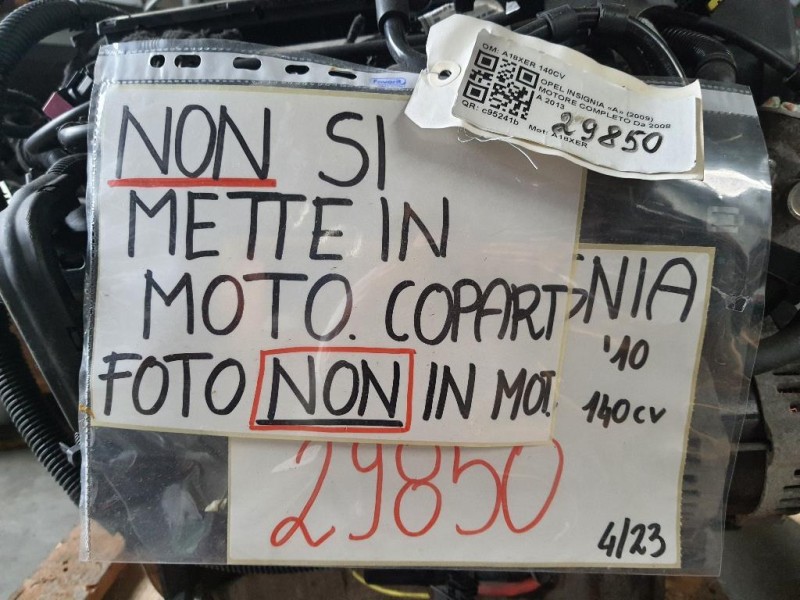 OM: A18XER 140CV
OPEL INSIGNIA «A» (2009)
MOTORE COMPLETO Da 2008
A 2013
QR: c95241b Mot: A18XER
29850
NON SI
METTE IN
MOTO. COPART
FOTO NON IN MOT.
GNIA
'10
140cv
29850
4/23